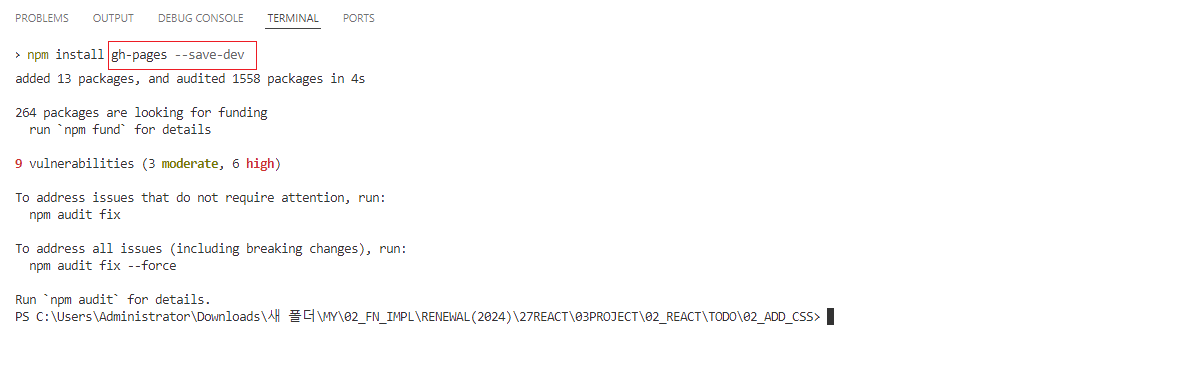 PROBLEMS OUTPUT DEBUG CONSOLE TERMINAL PORTS
› npm install gh-pages --save-dev
added 13 packages, and audited 1558 packages in 4s
264 packages are looking for funding
run `npm fund` for details
9 vulnerabilities (3 moderate, 6 high)
To address issues that do not require attention, run:
npm audit fix
To address all issues (including breaking changes), run:
npm audit fix --force
Run `npm audit` for details.
PS C:\Users\Administrator\Downloads\새 폴더\MY\02_FN_IMPL\RENEWAL(2024)\27REACT\03PROJECT\02_REACT\TODO\02_ADD_CSS>